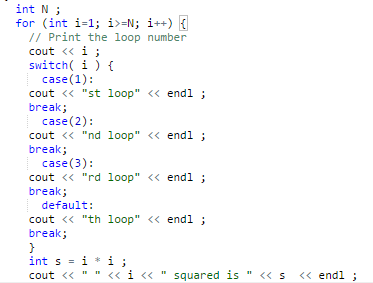 int N ;
for (int i=1; i>=N; i++) {
// Print the loop number
cout << i ;
switch( i ) {
case(1):
cout << "st loop" << endl ;
break;
case(2):
cout << "nd loop" << endl ;
break;
case(3):
cout << "rd loop" << endl ;
break;
default:
cout << "th loop" << endl ;
break;
}
int s = i * i ;
cout << " " << i << " squared is " << s  << endl ;